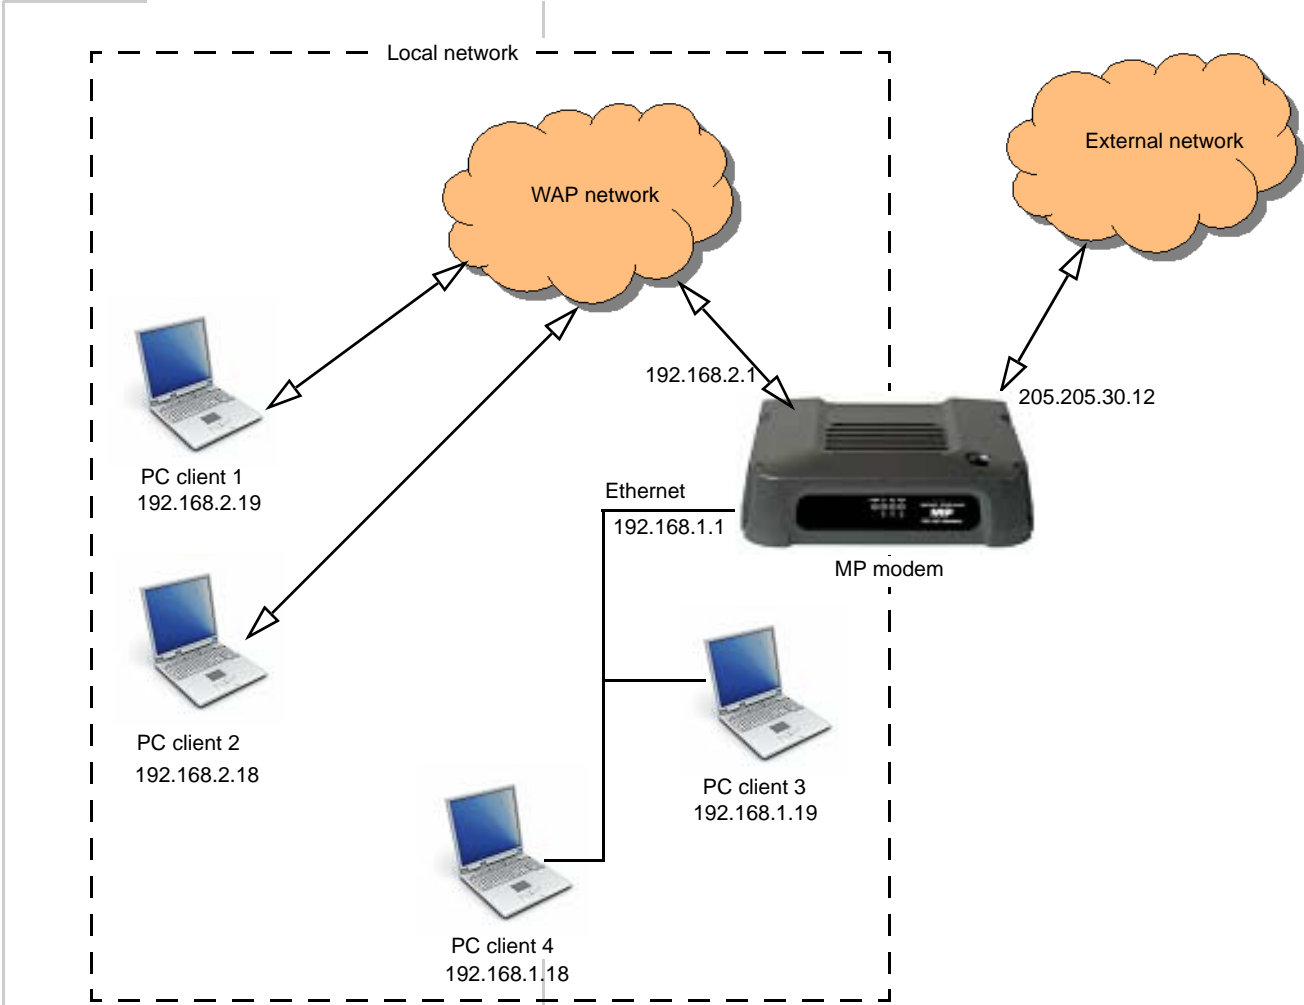 Local network
External network
WAP network
192.168.2.1
205.205.30.12
PC client 1
192.168.2.19
Ethernet
192.168.1.1
MP
MP modem
PC client 2
192.168.2.18
PC client 3
192.168.1.19
PC client 4
192.168.1.18